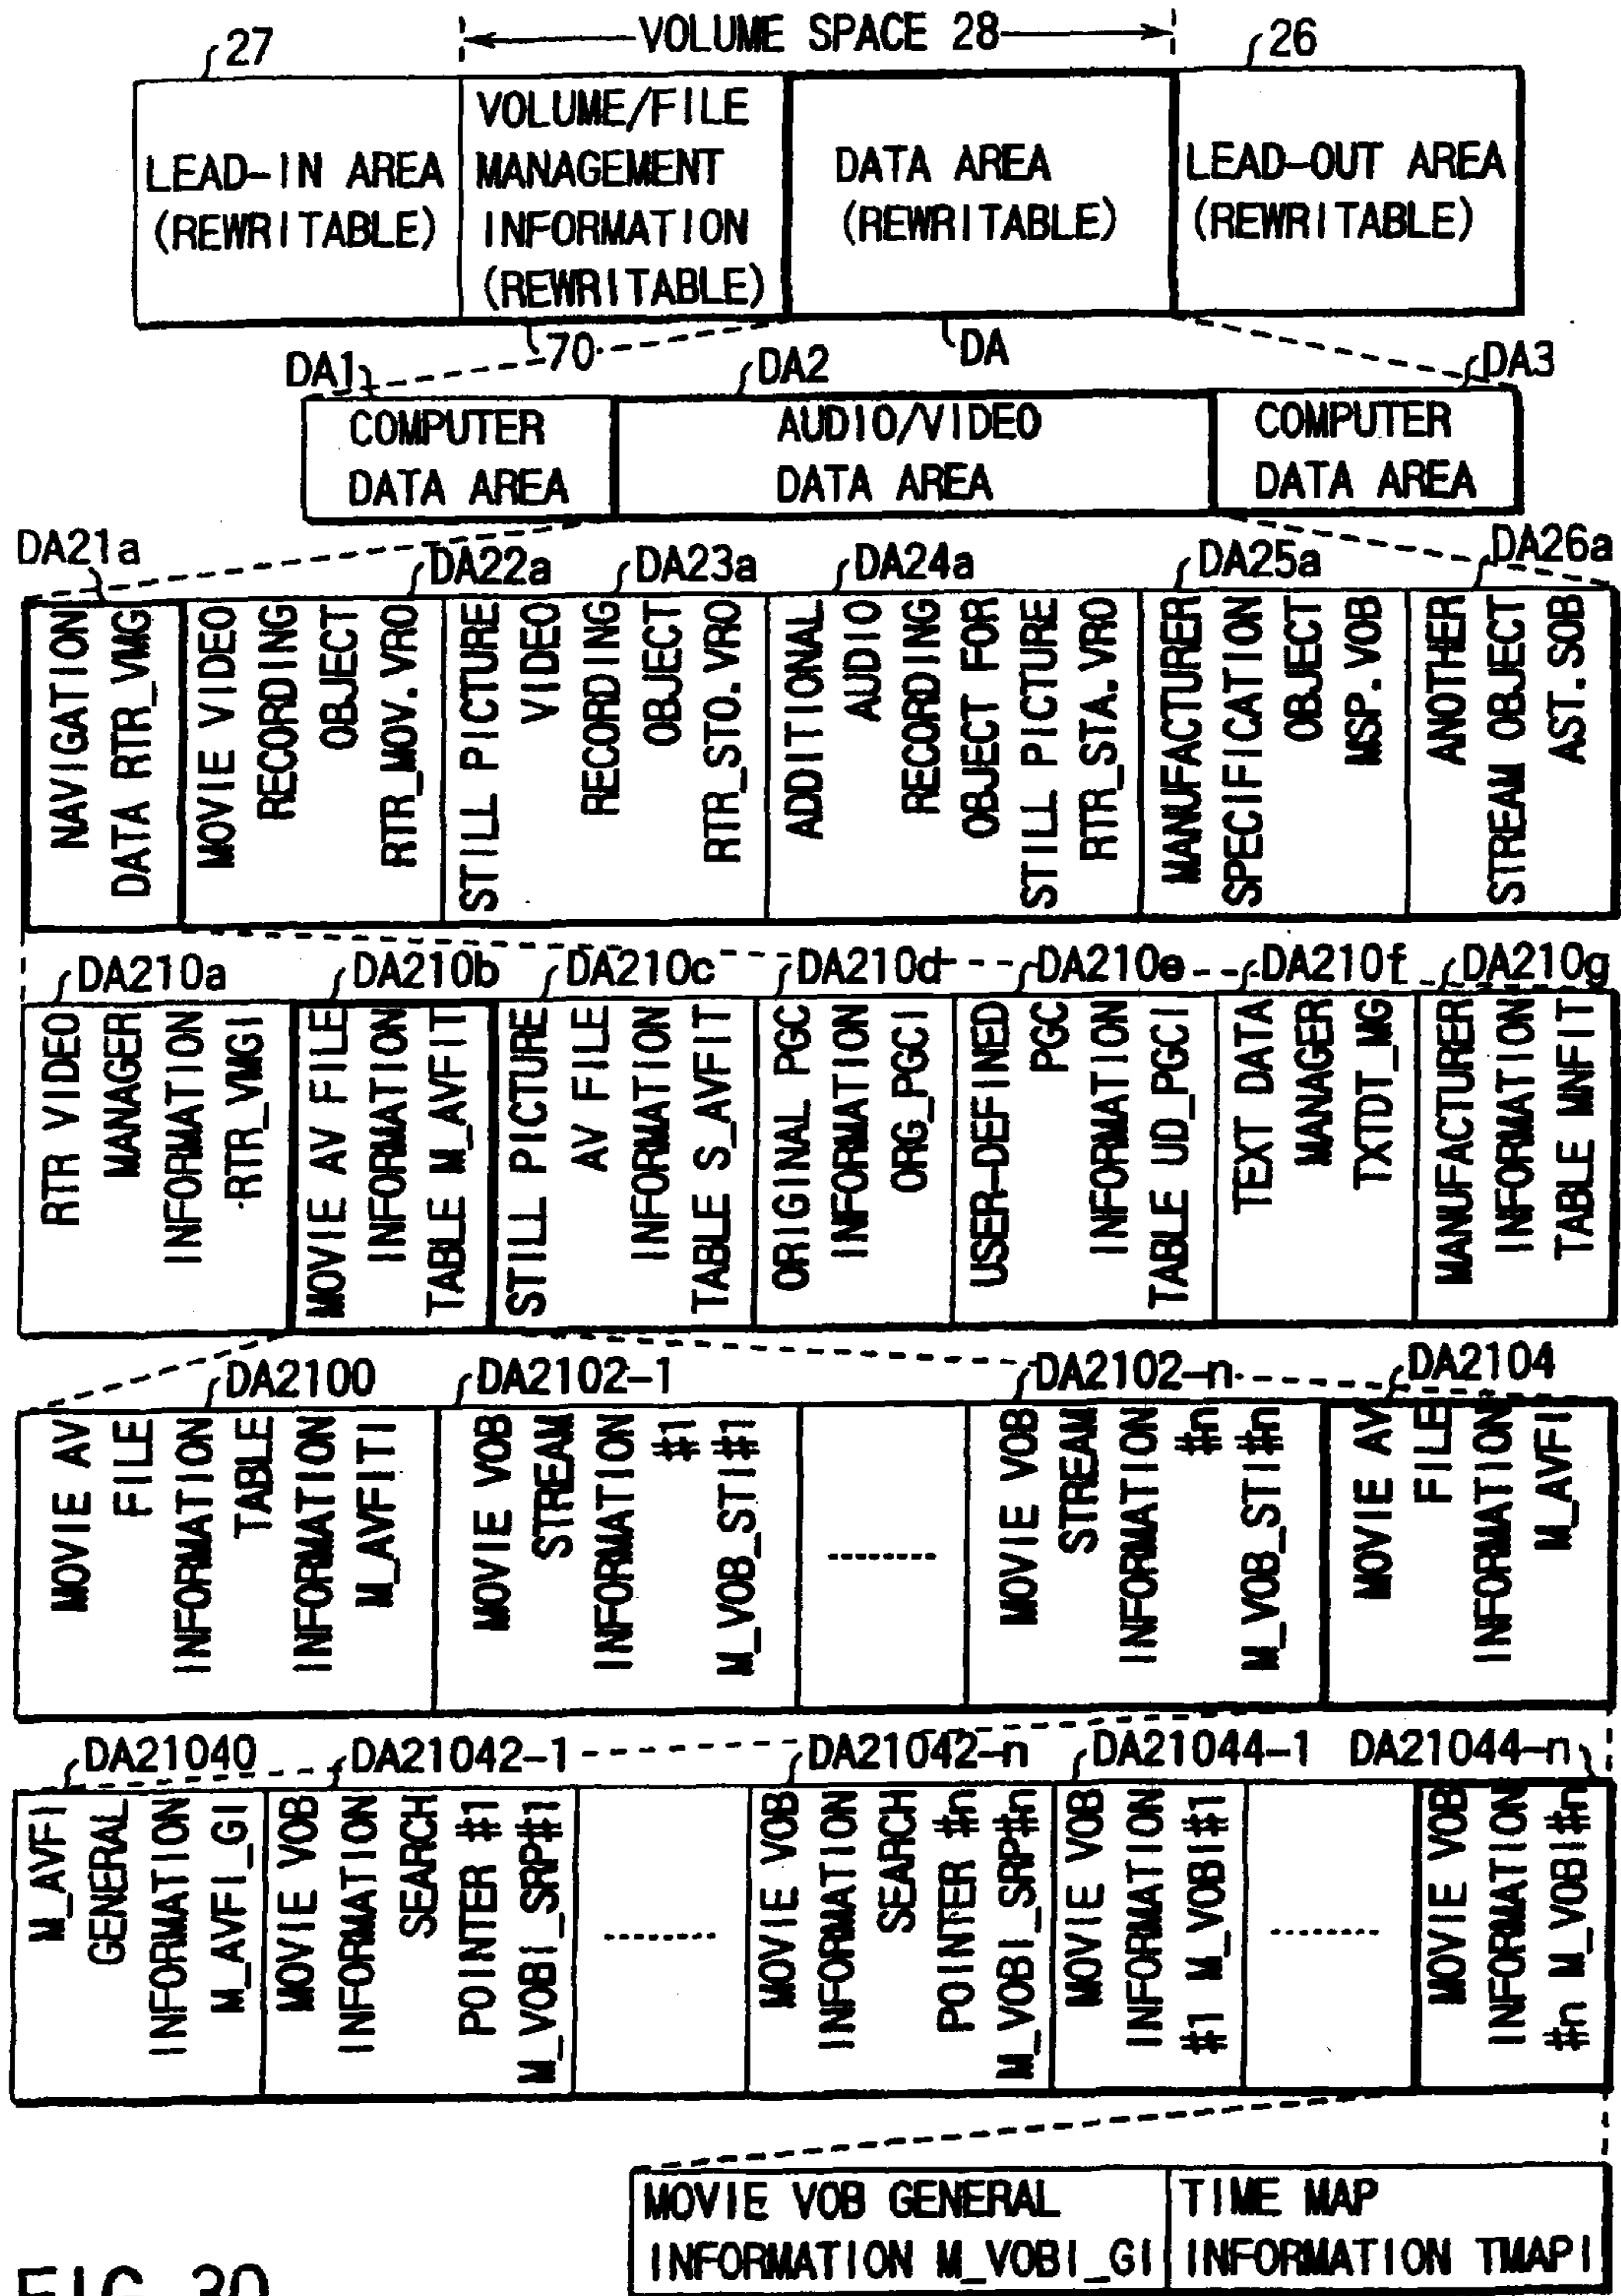 VOLUME SPACE 28
27
26
LEAD-IN AREA
(REWRITABLE)
VOLUME/FILE
MANAGEMENT
INFORMATION
(REWRITABLE)
DATA AREA
(REWRITABLE)
LEAD-OUT AREA
(REWRITABLE)
70
DA
DA1
DA2
DA3
COMPUTER
DATA AREA
AUDIO/VIDEO
DATA AREA
COMPUTER
DATA AREA
DA21a
DA22a
DA23a
DA24a
DA25a
DA26a
NAVIGATION
DATA RTR_VMG
MOVIE VIDEO
RECORDING
OBJECT
RTR_MOV.VRO
STILL PICTURE
VIDEO
RECORDING
OBJECT
RTR_STO.VRO
ADDITIONAL
AUDIO
RECORDING
OBJECT FOR
STILL PICTURE
RTR_STA.VRO
MANUFACTURER
SPECIFICATION
OBJECT
MSP.VOB
ANOTHER
STREAM OBJECT
AST.SOB
DA210a
DA210b
DA210c
DA210d
DA210e
DA210f
DA210g
RTR VIDEO
MANAGER
INFORMATION
RTR_VMGI
MOVIE AV FILE
INFORMATION
TABLE M_AVFIT
STILL PICTURE
AV FILE
INFORMATION
TABLE S_AVFIT
ORIGINAL PGC
INFORMATION
ORG_PGCI
USER-DEFINED
PGC
INFORMATION
TABLE UD_PGCI
TEXT DATA
MANAGER
TXTDT_MG
MANUFACTURER
INFORMATION
TABLE MNFIT
DA2100
DA2102-1
DA2102-n
DA2104
MOVIE AV
FILE
INFORMATION
TABLE
INFORMATION
M_AVFITI
MOVIE VOB
STREAM
INFORMATION
#1
M_VOB_STI#1
MOVIE VOB
STREAM
INFORMATION
#n
M_VOB_STI#n
MOVIE AV
FILE
INFORMATION
M_AVFI
DA21040
DA21042-1
DA21042-n
DA21044-1
DA21044-n
M_AVFI
GENERAL
INFORMATION
M_AVFI_GI
MOVIE VOB
INFORMATION
SEARCH
POINTER #1
M_VOBI_SRP#1
MOVIE VOB
INFORMATION
SEARCH
POINTER #n
M_VOBI_SRP#n
MOVIE VOB
INFORMATION
#1 M_VOBI#1
MOVIE VOB
INFORMATION
#n M_VOBI#n
MOVIE VOB GENERAL
INFORMATION M_VOBI_GI
TIME MAP
INFORMATION TMAPI
FIG. 30